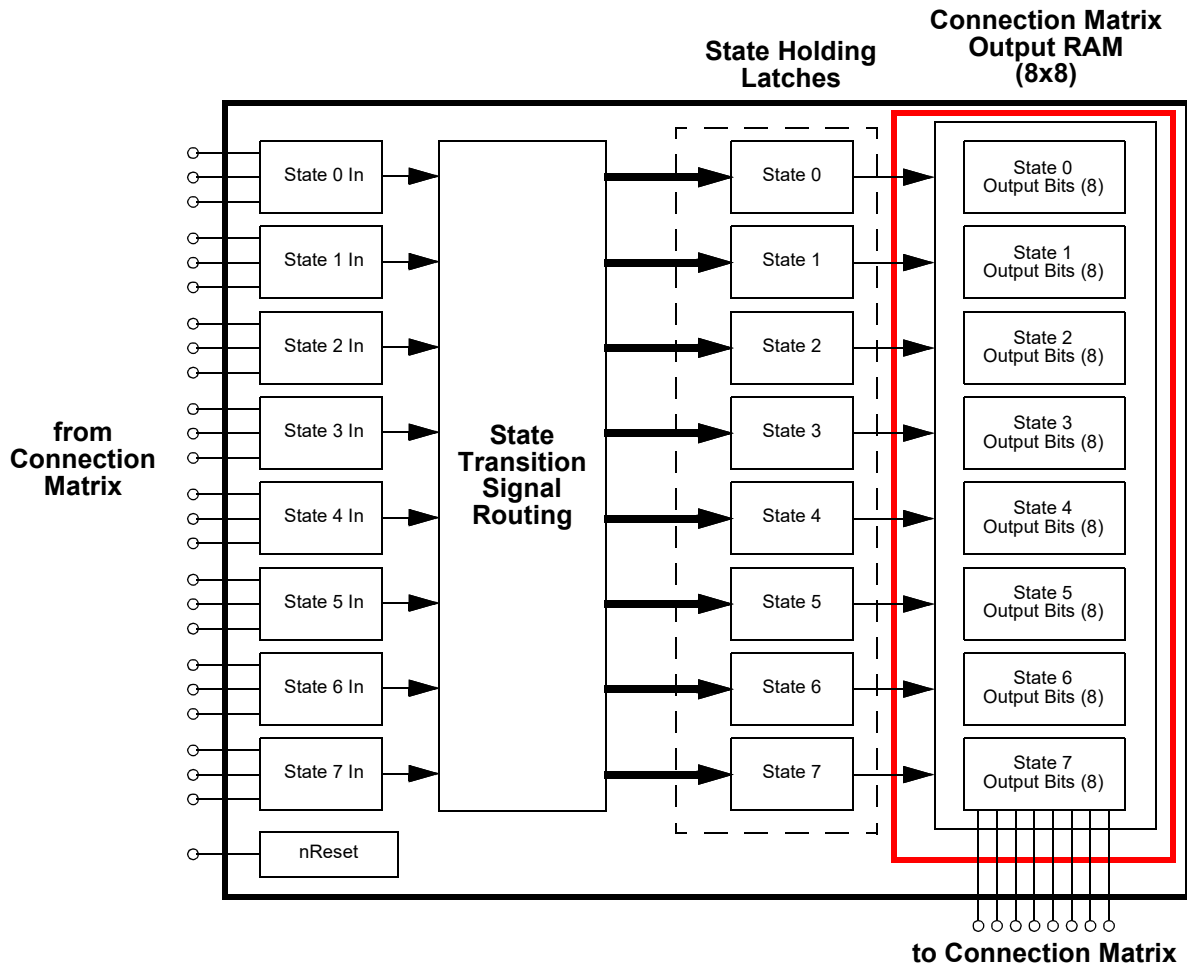 Connection Matrix
Output RAM
(8x8)
State Holding
Latches
from
Connection
Matrix
State 0 In
State 1 In
State 2 In
State 3 In
State 4 In
State 5 In
State 6 In
State 7 In
nReset
State
Transition
Signal
Routing
State 0
State 1
State 2
State 3
State 4
State 5
State 6
State 7
State 0
Output Bits (8)
State 1
Output Bits (8)
State 2
Output Bits (8)
State 3
Output Bits (8)
State 4
Output Bits (8)
State 5
Output Bits (8)
State 6
Output Bits (8)
State 7
Output Bits (8)
to Connection Matrix